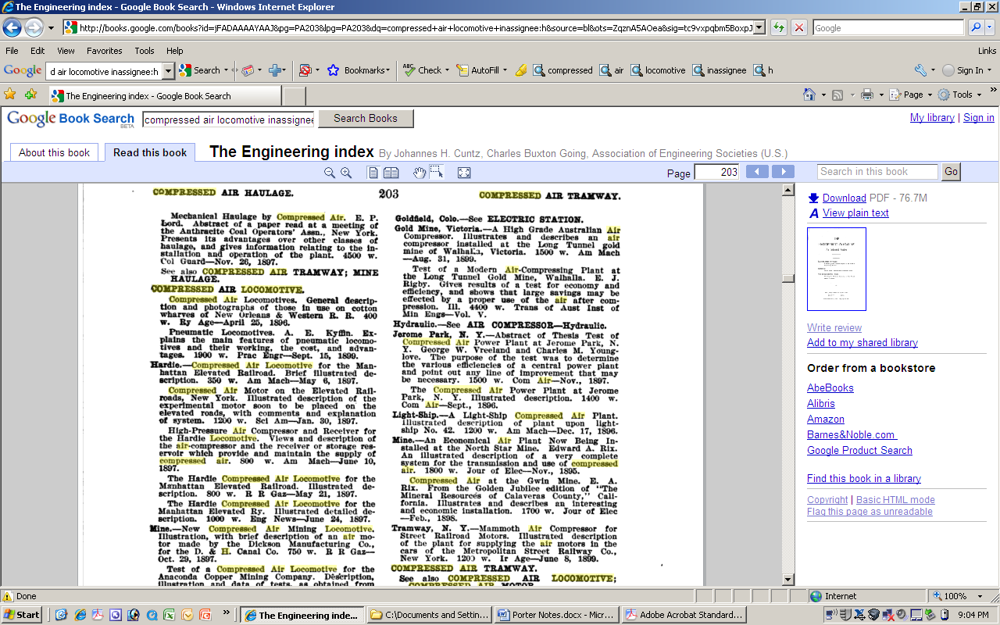 The Engineering index - Google Book Search - Windows Internet Explorer
http://books.google.com/books?id=jFADAAAAYAAJ&pg=PA203&lpg=PA203&dq=compressed+air+locomotive+inassignee:h&source=bl&ots=ZqznA5AOea&sig=tc9vxpqbm5BoxpJ
Google
File Edit View Favorites Tools Help
Links
Google d air locomotive inassignee:h Search Bookmarks Check AutoFill compressed air locomotive inassignee h Sign In
The Engineering index - Google Book Search
Page Tools
Google Book Search BETA compressed air locomotive inassignee Search Books
My library | Sign in
About this book Read this book The Engineering index By Johannes H. Cuntz, Charles Buxton Going, Association of Engineering Societies (U.S.)
Page 203 Search in this book Go
COMPRESSED AIR HAULAGE. 203 COMPRESSED AIR TRAMWAY.
Mechanical Haulage by Compressed Air. E. P.
Lord. Abstract of a paper read at a meeting of
the Anthracite Coal Operators' Assn., New York.
Presents its advantages over other classes of
haulage, and gives information relating to the in-
stallation and operation of the plant. 4500 w.
Col Guard—Nov. 26, 1897.
See also COMPRESSED AIR TRAMWAY; MINE
HAULAGE.
COMPRESSED AIR LOCOMOTIVE.
Compressed Air Locomotives. General descrip-
tion and photographs of those in use on cotton
wharves of New Orleans & Western R. R. 400
w. Ry Age—April 25, 1896.
Pneumatic Locomotives. A. E. Kyffin. Ex-
plains the main features of pneumatic locomo-
tives and their working, the cost, and advan-
tages. 1900 w. Prac Engr—Sept. 15, 1899.
Hardie.—Compressed Air Locomotive for the Man-
hattan Elevated Railroad. Brief illustrated de-
scription. 350 w. Am Mach—May 6, 1897.
Compressed Air Motor on the Elevated Rail-
roads, New York. Illustrated description of the
experimental motor soon to be placed on the
elevated roads, with comments and explanation
of system. 1200 w. Sci Am—Jan. 30, 1897.
High-Pressure Air Compressor and Receiver for
the Hardie Locomotive. Views and description of
the air-compressor and the receiver or storage res-
ervoir which provide and maintain the supply of
compressed air. 800 w. Am Mach—June 10,
1897.
The Hardie Compressed Air Locomotive for the
Manhattan Elevated Railroad. Illustrated de-
scription. 800 w. R R Gaz—May 21, 1897.
The Hardie Compressed Air Locomotive for the
Manhattan Elevated Ry. Illustrated detailed de-
scription. 1000 w. Eng News—June 24, 1897.
Mine.—New Compressed Air Mining Locomotive.
Illustration, with brief description of an air mo-
tor made by the Dickson Manufacturing Co.,
for the D. & H. Canal Co. 750 w. R R Gaz—
Oct. 29, 1897.
Test of a Compressed Air Locomotive for the
Anaconda Copper Mining Company. Description,
illustration and data of tests, as obtained from
Goldfield, Colo.—See ELECTRIC STATION.
Gold Mine, Victoria.—A High Grade Australian Air
Compressor. Illustrates and describes an air
compressor installed at the Long Tunnel gold
mine of Walhalla, Victoria. 1500 w. Am Mach
—Aug. 31, 1899.
Test of a Modern Air-Compressing Plant at
the Long Tunnel Gold Mine, Walhalla. E. J.
Rigby. Gives results of a test for economy and
efficiency, and shows that large savings may be
effected by a proper use of the air after com-
pression. Ill. 4400 w. Trans of Aust Inst of
Min Engs—Vol. V.
Hydraulic.—See AIR COMPRESSOR—Hydraulic.
Jerome Park, N. Y.—Abstract of Thesis Test of
Compressed Air Power Plant at Jerome Park, N.
Y. George W. Vreeland and Charles M. Young-
love. The purpose of the test was to determine
the various efficiencies of a central power plant
and point out any line of improvement that may
be necessary. 1500 w. Com Air—Nov., 1897.
The Compressed Air Power Plant at Jerome
Park, N. Y. Illustrated description. 1400 w.
Com Air—Sept., 1896.
Light-Ship.—A Light-Ship Compressed Air Plant.
Illustrated description of plant upon light-
ship No. 42. 1200 w. Am Mach—Dec. 17, 1896.
Mine.—An Economical Air Plant Now Being In-
stalled at the North Star Mine. Edward A. Rix.
An illustrated description of a very complete
system for the transmission and use of compressed
air. 1800 w. Jour of Elec—Nov., 1895.
Compressed Air at the Gwin Mine. E. A.
Rix. From the Golden Jubilee edition of "The
Mineral Resources of Calaveras County," Cali-
fornia. Illustrates and describes an interesting
and economic installation. 1700 w. Jour of Elec
—Feb., 1898.
Tramway, N. Y.—Mammoth Air Compressor for
Street Railroad Motors. Illustrated description
of the plant for supplying the air motors in the
cars of the Metropolitan Street Railway Co.,
New York. 1200 w. Ir Age—June 8, 1899.
COMPRESSED AIR TRAMWAY.
See also COMPRESSED AIR LOCOMOTIVE;
COMPRESSED AIR MOTOR
Download PDF - 76.7M
View plain text
Write review
Add to my shared library
Order from a bookstore
AbeBooks
Alibris
Amazon
Barnes&Noble.com
Google Product Search
Find this book in a library
Copyright | Basic HTML mode
Flag this page as unreadable
Done Internet 100%
Start The Engineering inde... C:\Documents and Settin... Porter Notes.docx - Micr... Adobe Acrobat Standard... 9:04 PM